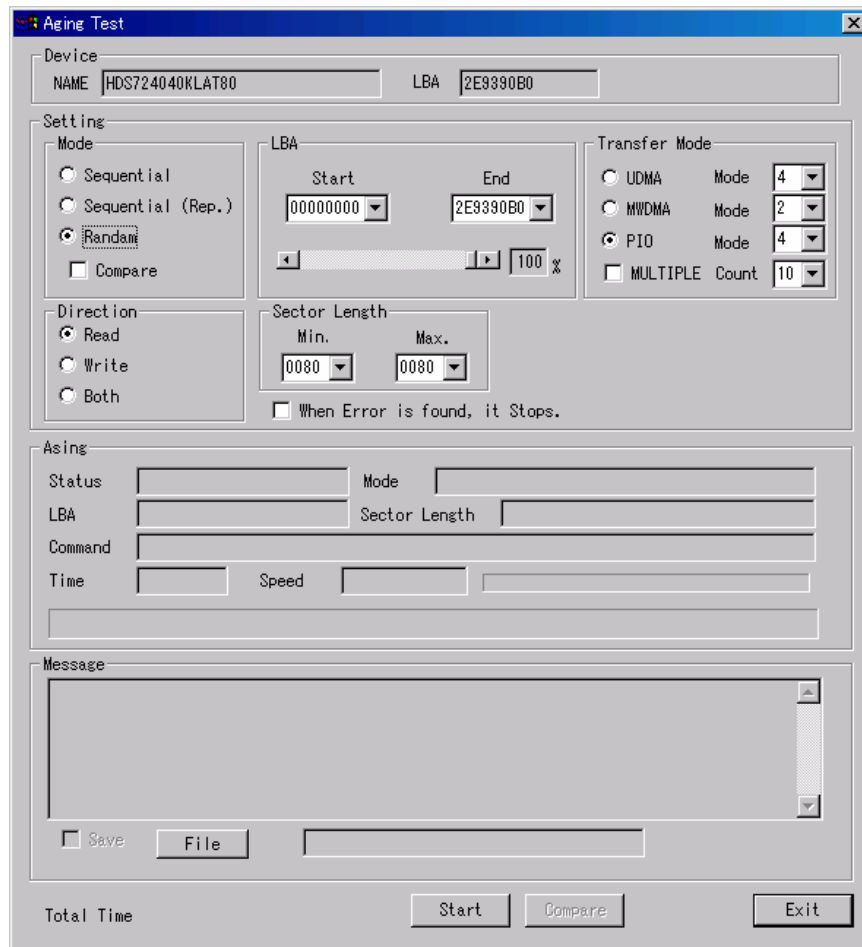 Aging Test
Device
NAME HDS724040KLAT80 LBA 2E9390B0
Setting
Mode
Sequential
Sequential (Rep.)
Randam
Compare
LBA
Start End
00000000 2E9390B0
100 %
Transfer Mode
UDMA Mode 4
MWDMA Mode 2
PIO Mode 4
MULTIPLE Count 10
Direction
Read
Write
Both
Sector Length
Min. Max.
0080 0080
When Error is found, it Stops.
Asing
Status Mode
LBA Sector Length
Command
Time Speed
Message
Save File
Total Time Start Compare Exit